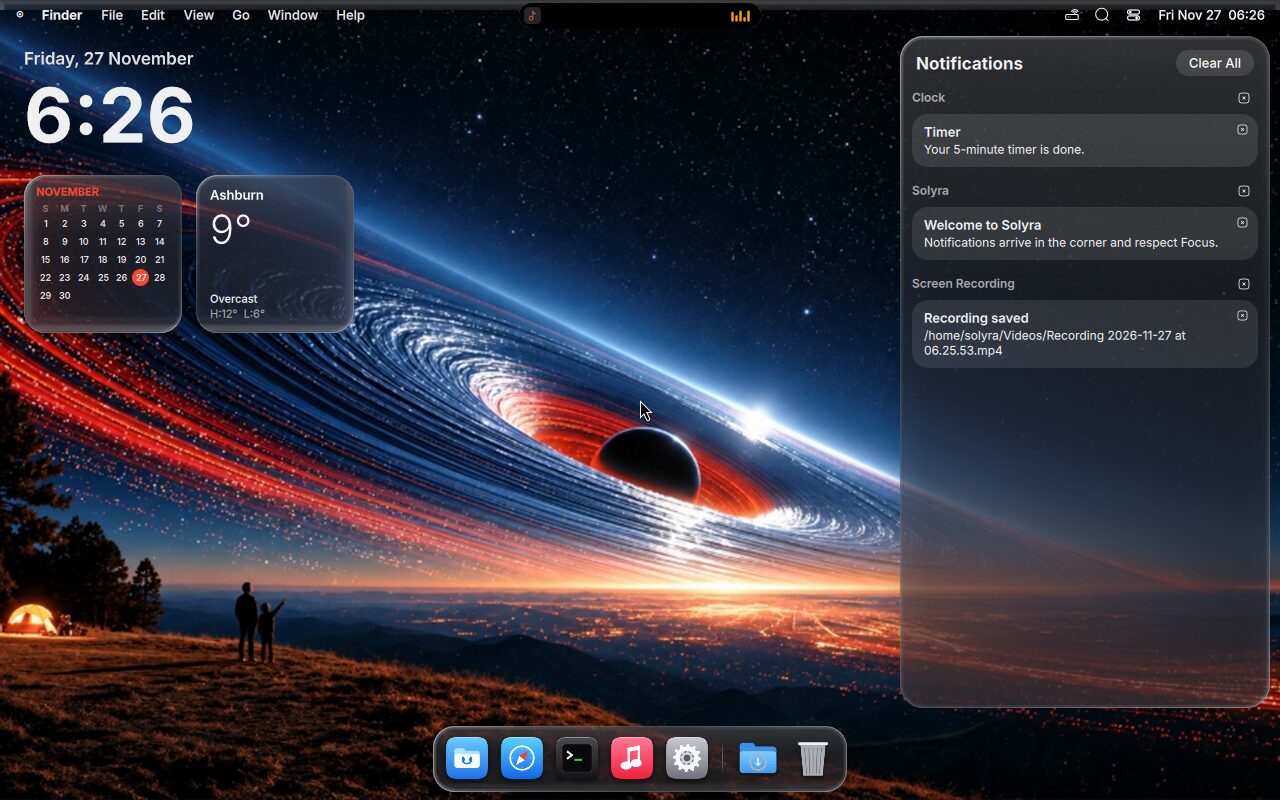 Finder File Edit View Go Window Help
Fri Nov 27 06:26
Friday, 27 November
6:26
NOVEMBER
S M T W T F S
1 2 3 4 5 6 7
8 9 10 11 12 13 14
15 16 17 18 19 20 21
22 23 24 25 26 27 28
29 30
Ashburn
9°
Overcast
H:12° L:6°
Notifications
Clear All
Clock
Timer
Your 5-minute timer is done.
Solyra
Welcome to Solyra
Notifications arrive in the corner and respect Focus.
Screen Recording
Recording saved
/home/solyra/Videos/Recording 2026-11-27 at
06.25.53.mp4